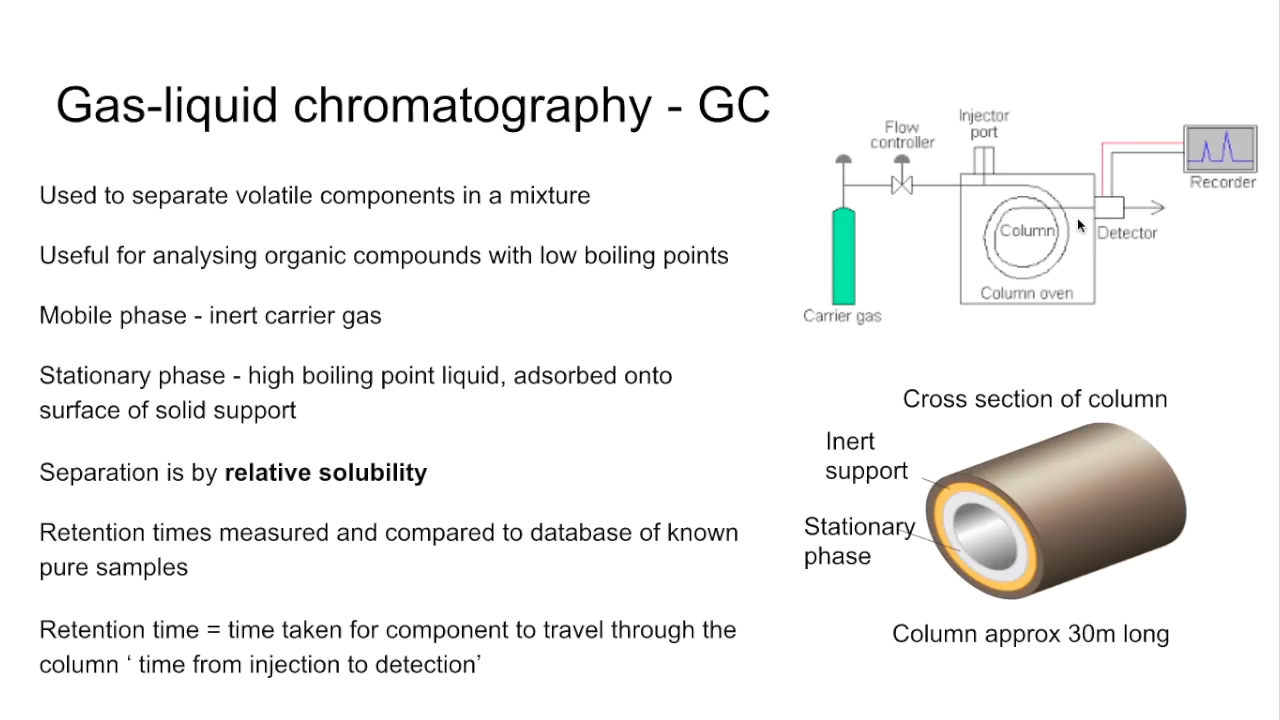 Gas-liquid chromatography - GC
Used to separate volatile components in a mixture
Useful for analysing organic compounds with low boiling points
Mobile phase - inert carrier gas
Stationary phase - high boiling point liquid, adsorbed onto
surface of solid support
Separation is by relative solubility
Retention times measured and compared to database of known
pure samples
Retention time = time taken for component to travel through the
column ‘ time from injection to detection’
Flow
controller
Injector
port
Recorder
Column
Detector
Column oven
Carrier gas
Cross section of column
Inert
support
Stationary
phase
Column approx 30m long